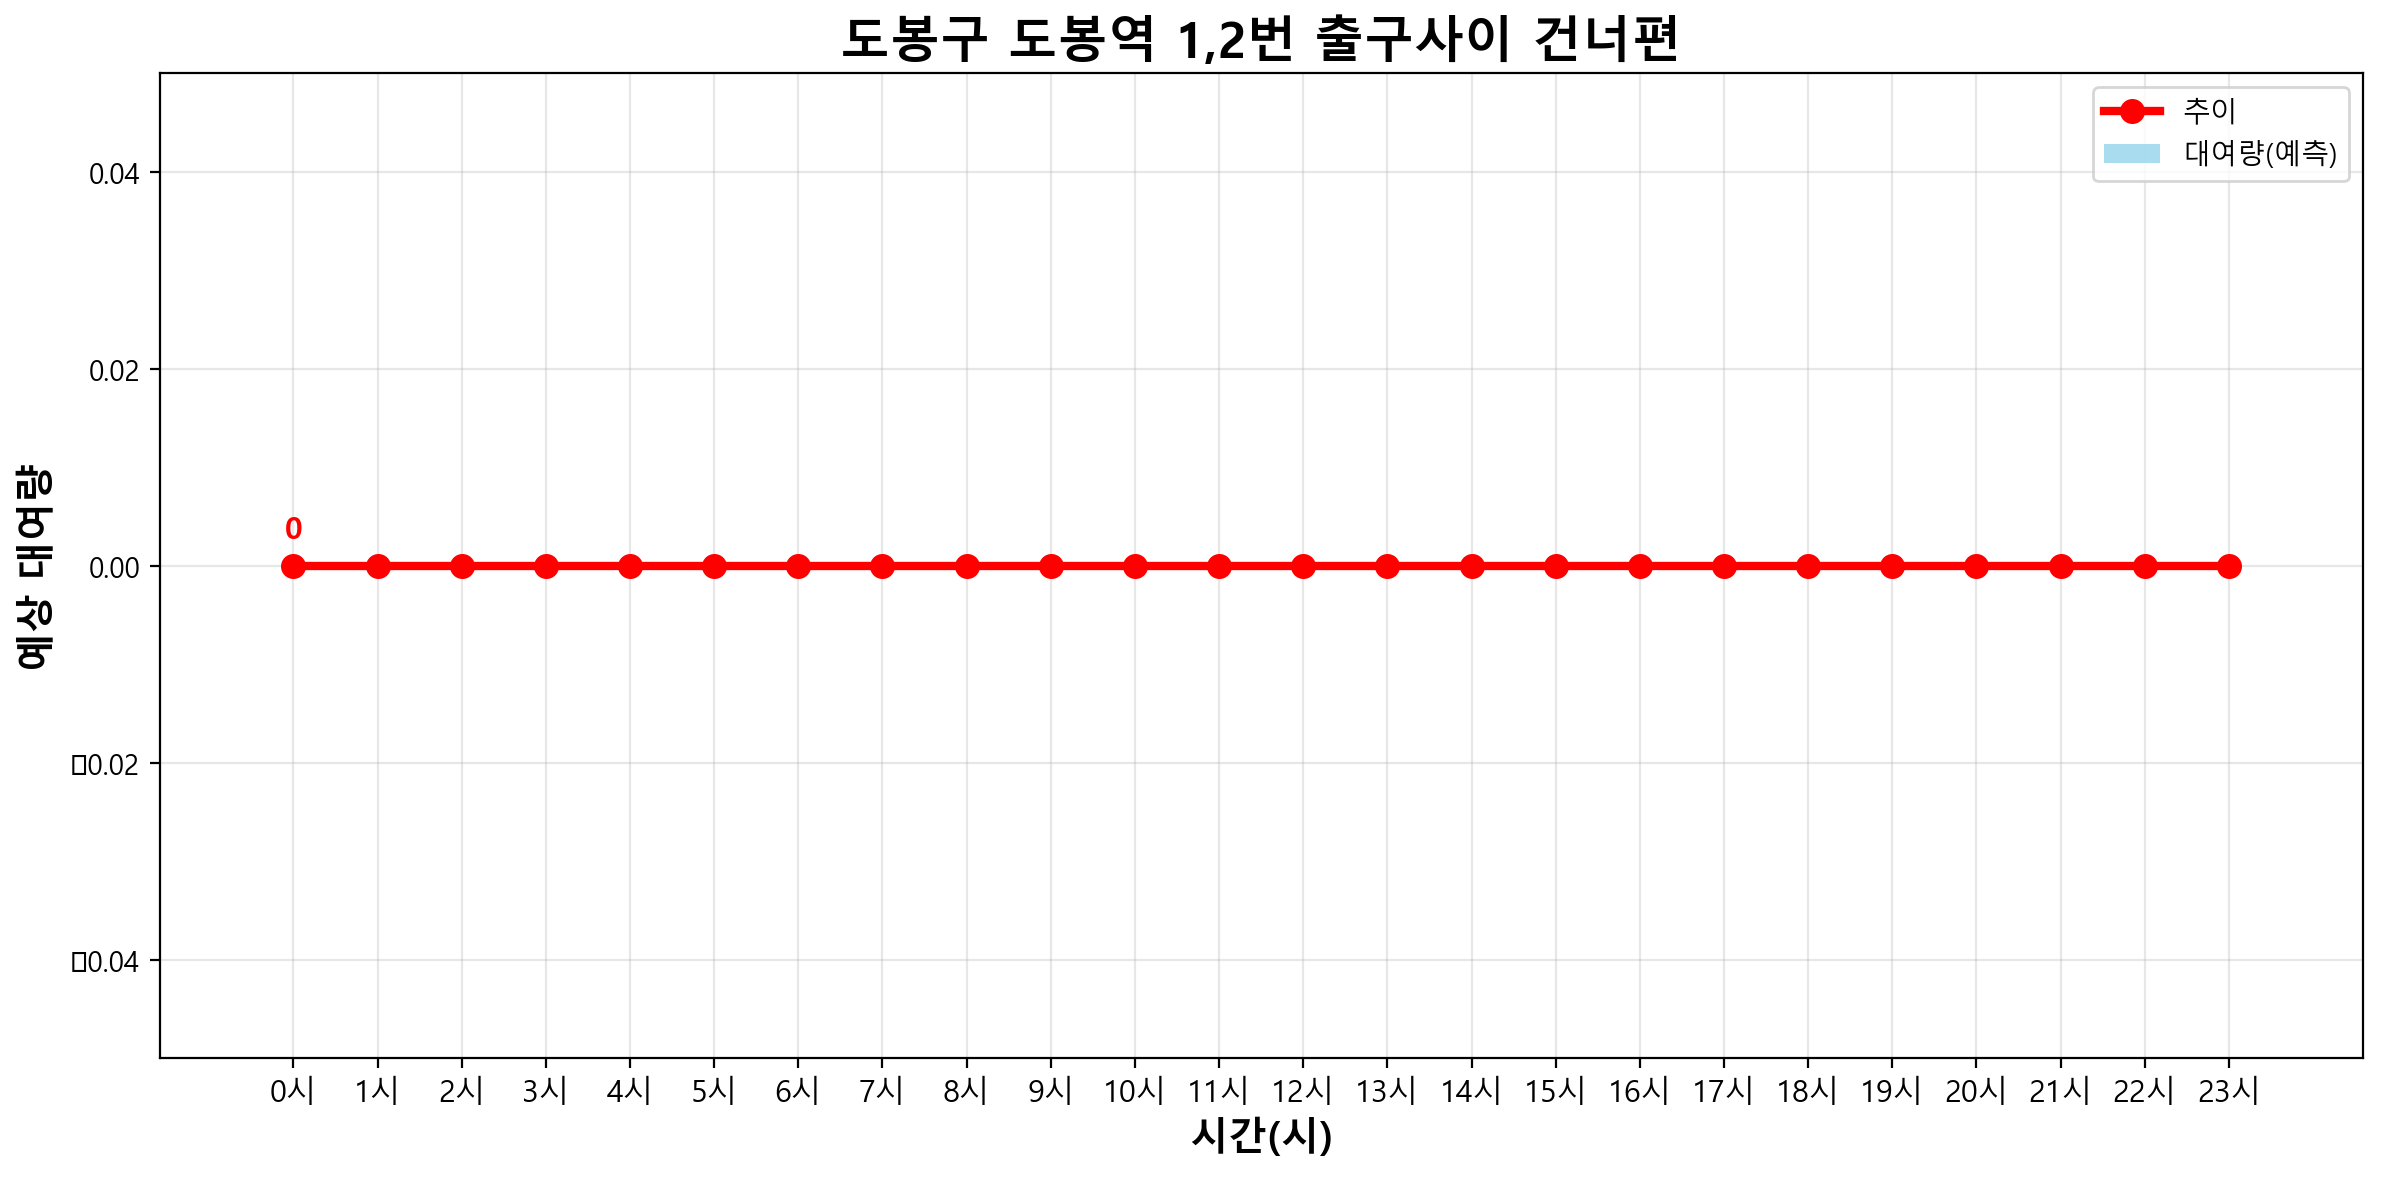 도봉구 도봉역 1,2번 출구사이 건너편
추이
대여량(예측)
예상 대여량
0.04
0.02
0.00
□0.02
□0.04
0
0시 1시 2시 3시 4시 5시 6시 7시 8시 9시 10시 11시 12시 13시 14시 15시 16시 17시 18시 19시 20시 21시 22시 23시
시간(시)